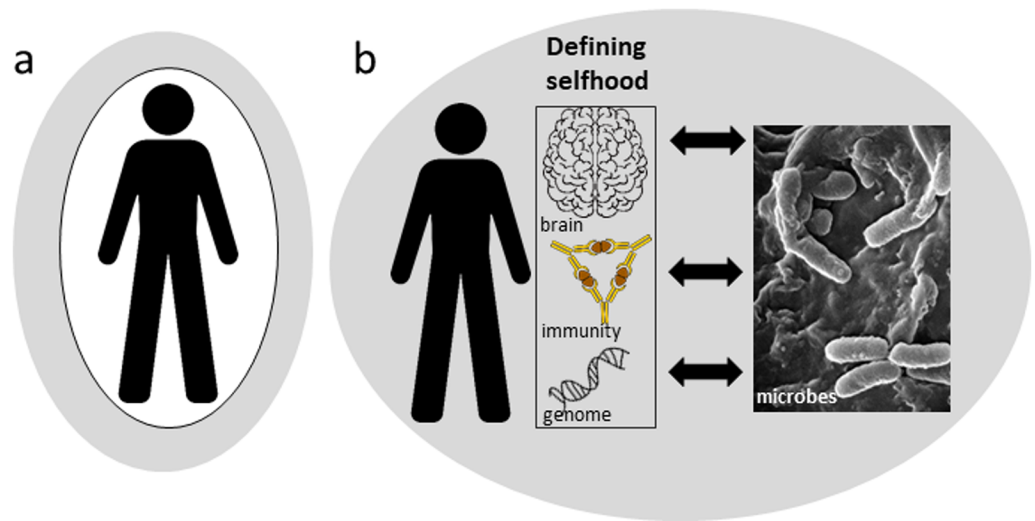 a
b
Defining
selfhood
brain
immunity
genome
microbes